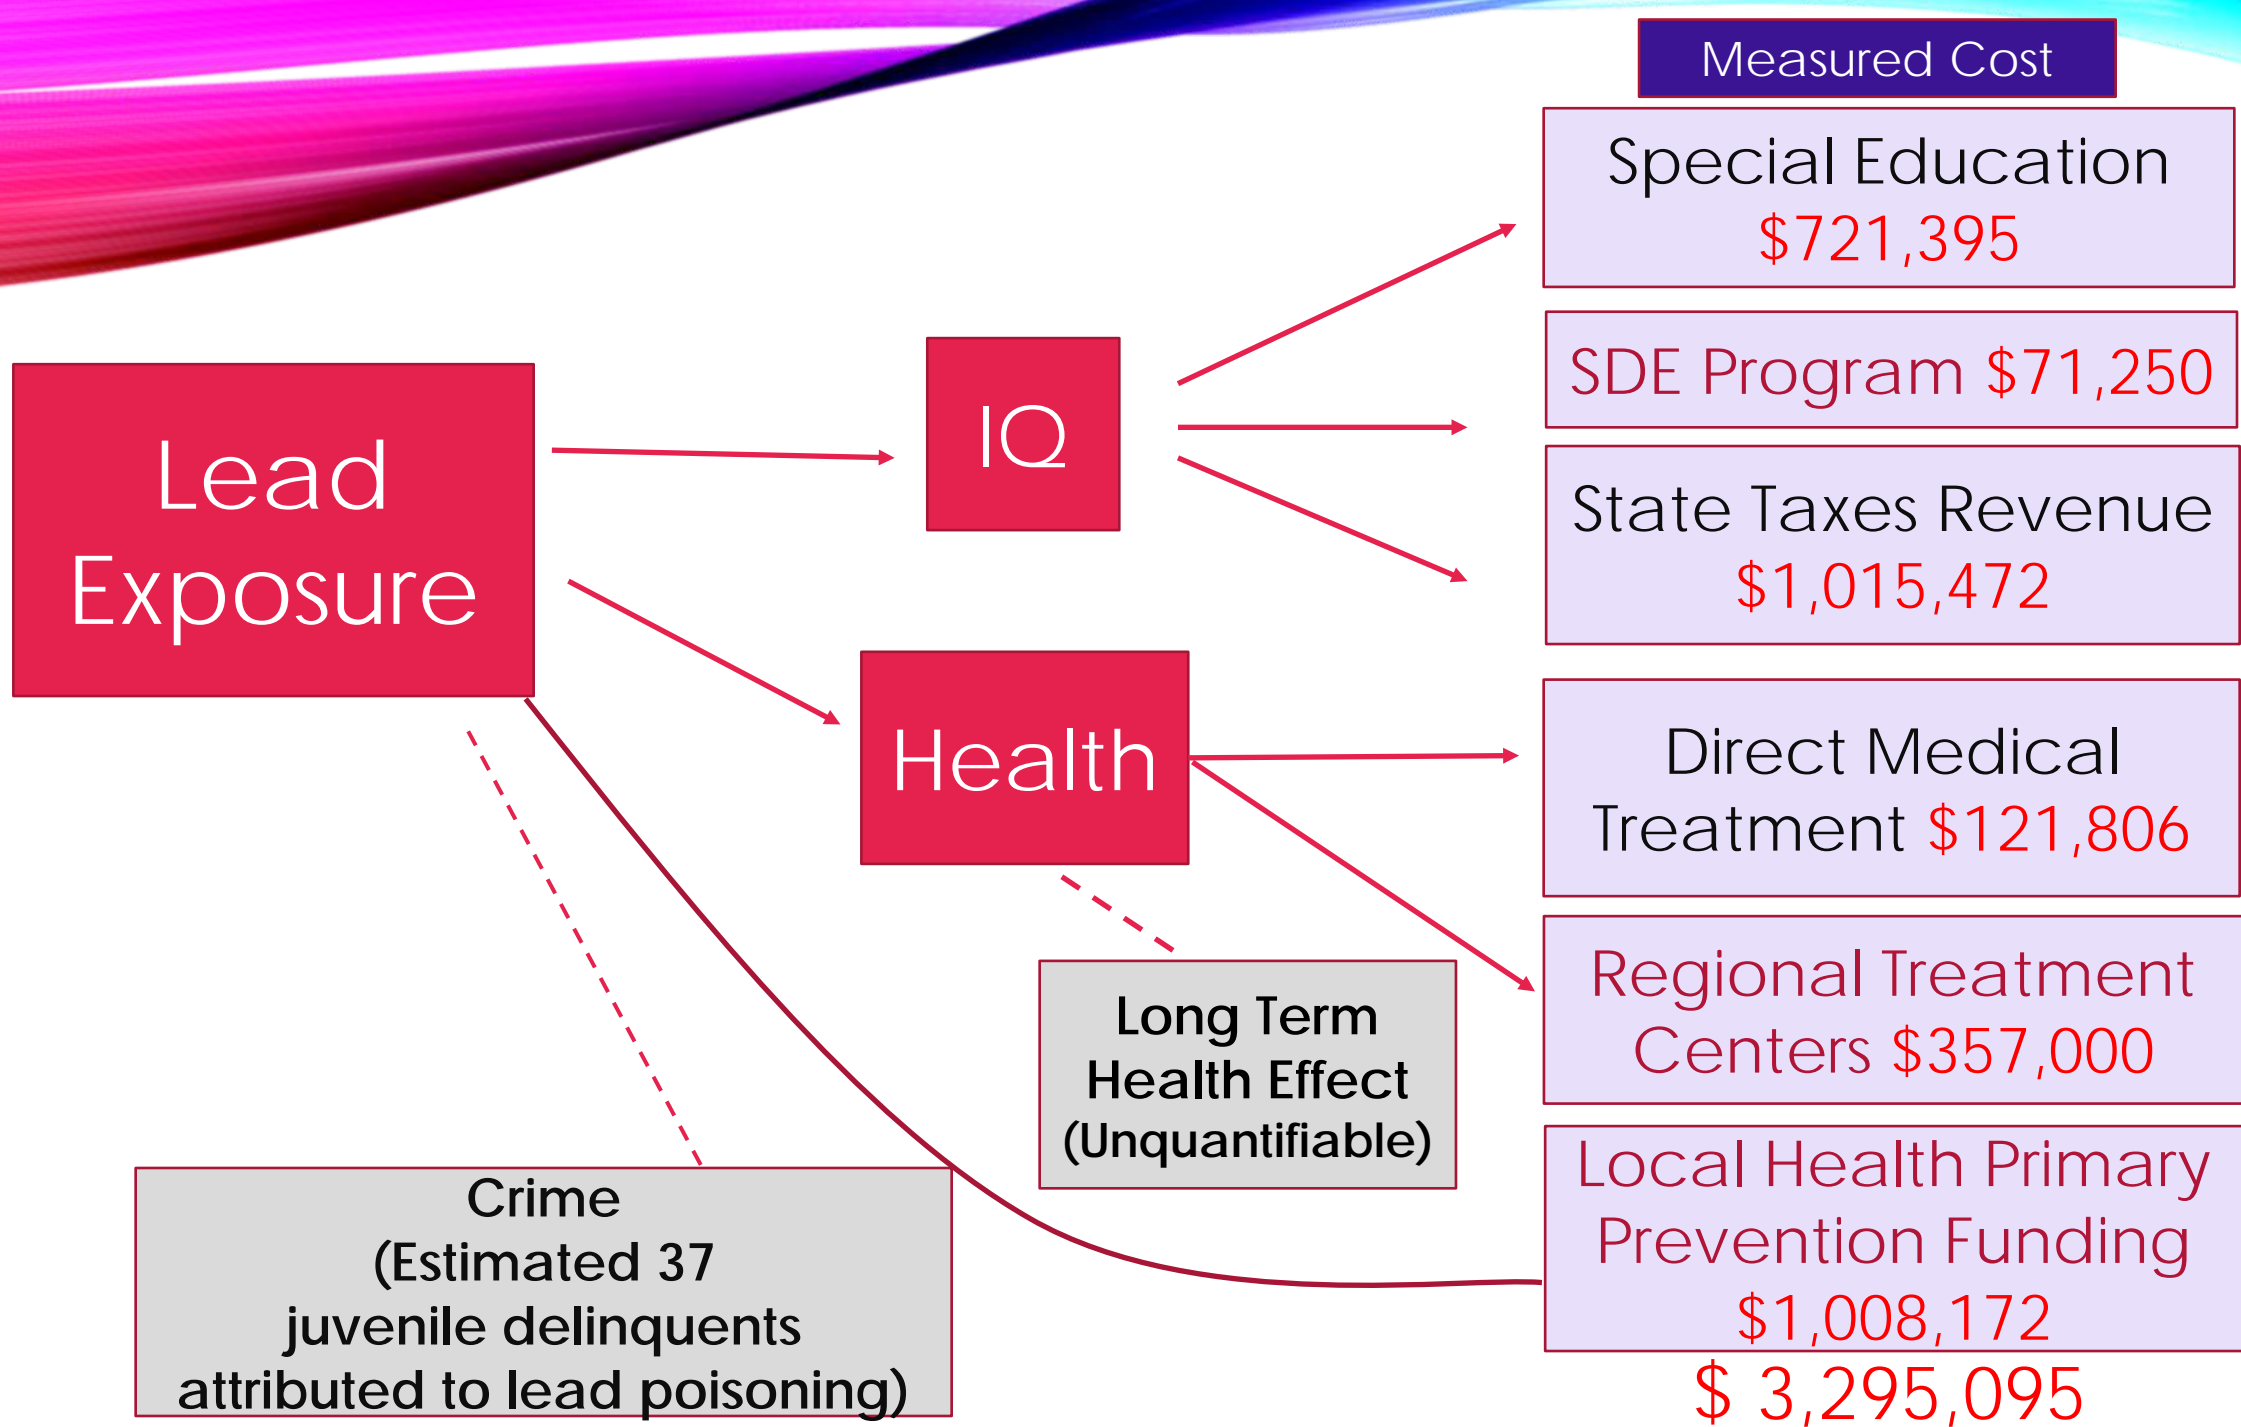 Measured Cost
Special Education
$721,395
SDE Program $71,250
State Taxes Revenue
$1,015,472
Lead
Exposure
IQ
Health
Direct Medical
Treatment $121,806
Regional Treatment
Centers $357,000
Long Term
Health Effect
(Unquantifiable)
Local Health Primary
Prevention Funding
$1,008,172
Crime
(Estimated 37
juvenile delinquents
attributed to lead poisoning)
$ 3,295,095